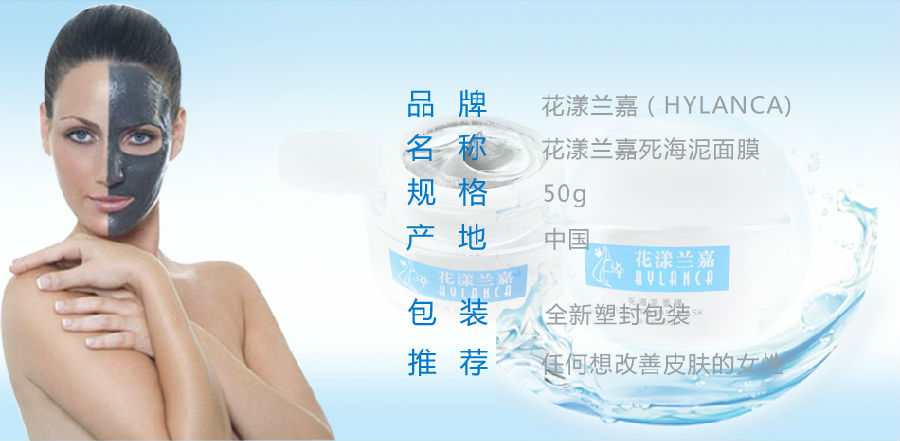 品 牌 花漾兰嘉 ( HYLANCA)
名 称 花漾兰嘉死海泥面膜
规 格 50g
产 地 中国
花漾兰嘉
HYLANCA
花漾兰嘉
HYLANCA
包 装 全新塑封包装
推 荐 任何想改善皮肤的女性